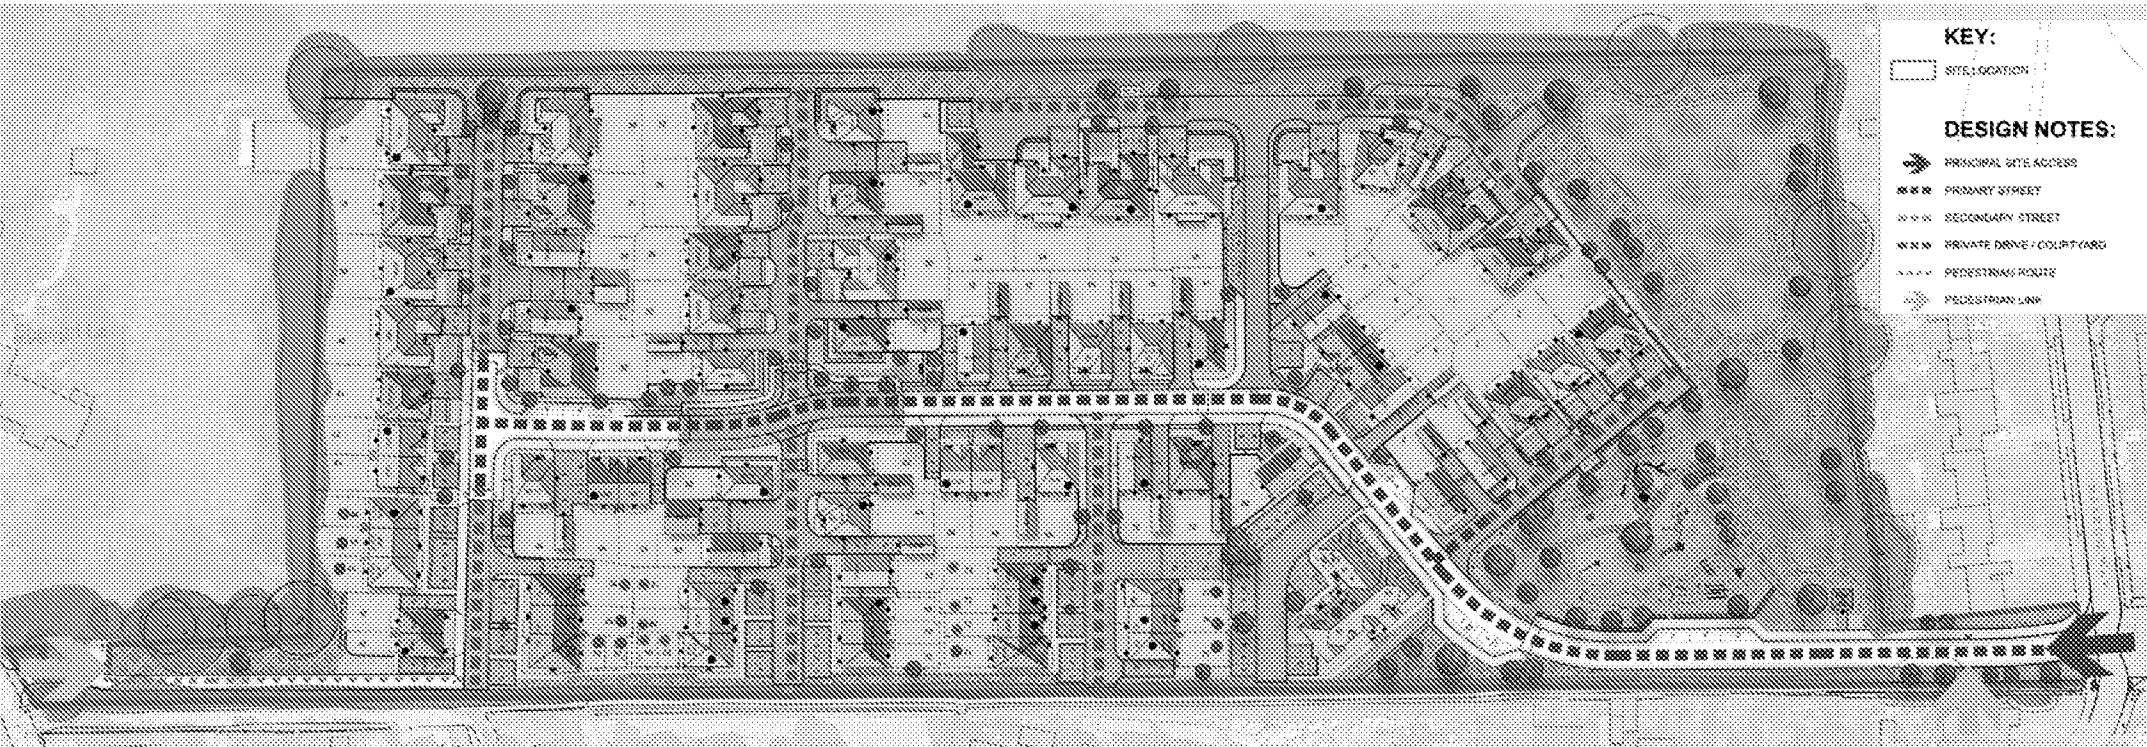 KEY:
SITE LOCATION
DESIGN NOTES:
PRINCIPAL SITE ACCESS
PRIMARY STREET
SECONDARY STREET
PRIVATE DRIVE / COURTYARD
PEDESTRIAN ROUTE
PEDESTRIAN LINK